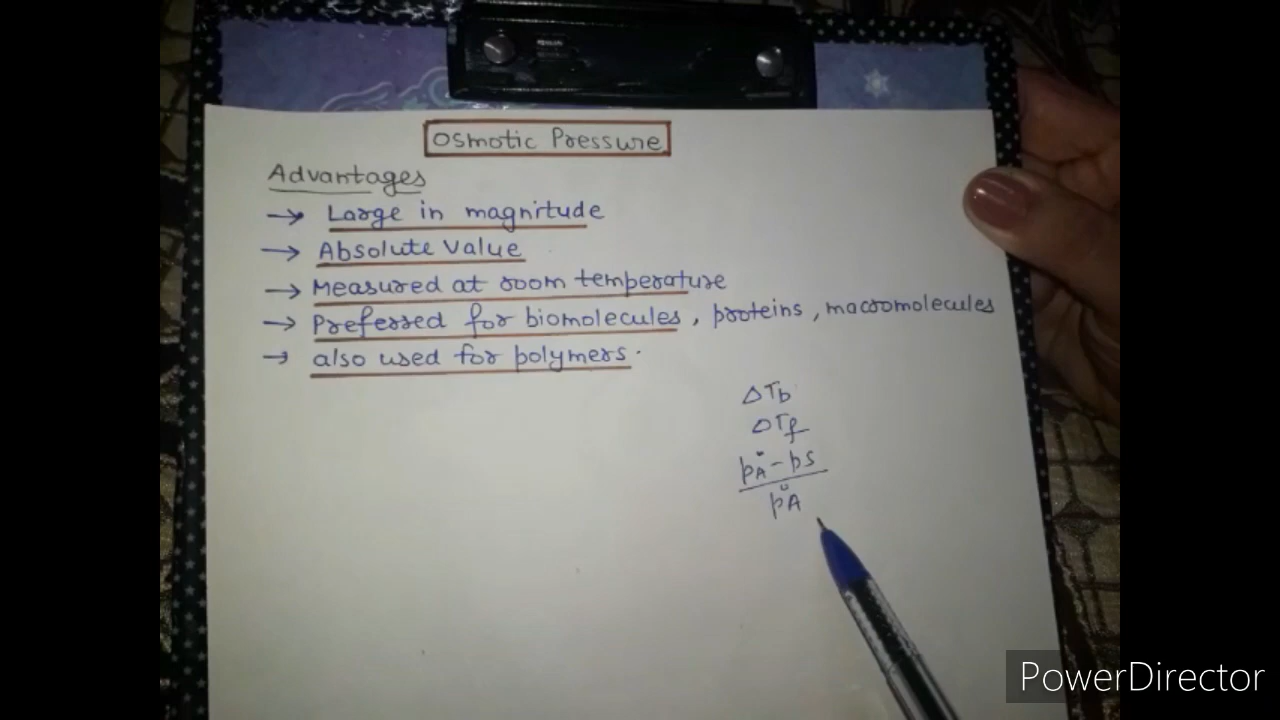 Osmotic Pressure
Advantages
→ Large in magnitude
→ Absolute Value
→ Measured at room temperature
→ Preferred for biomolecules, proteins, macromolecules
→ also used for polymers.
ΔTb
ΔTf
p°A - ps
p°A
PowerDirector